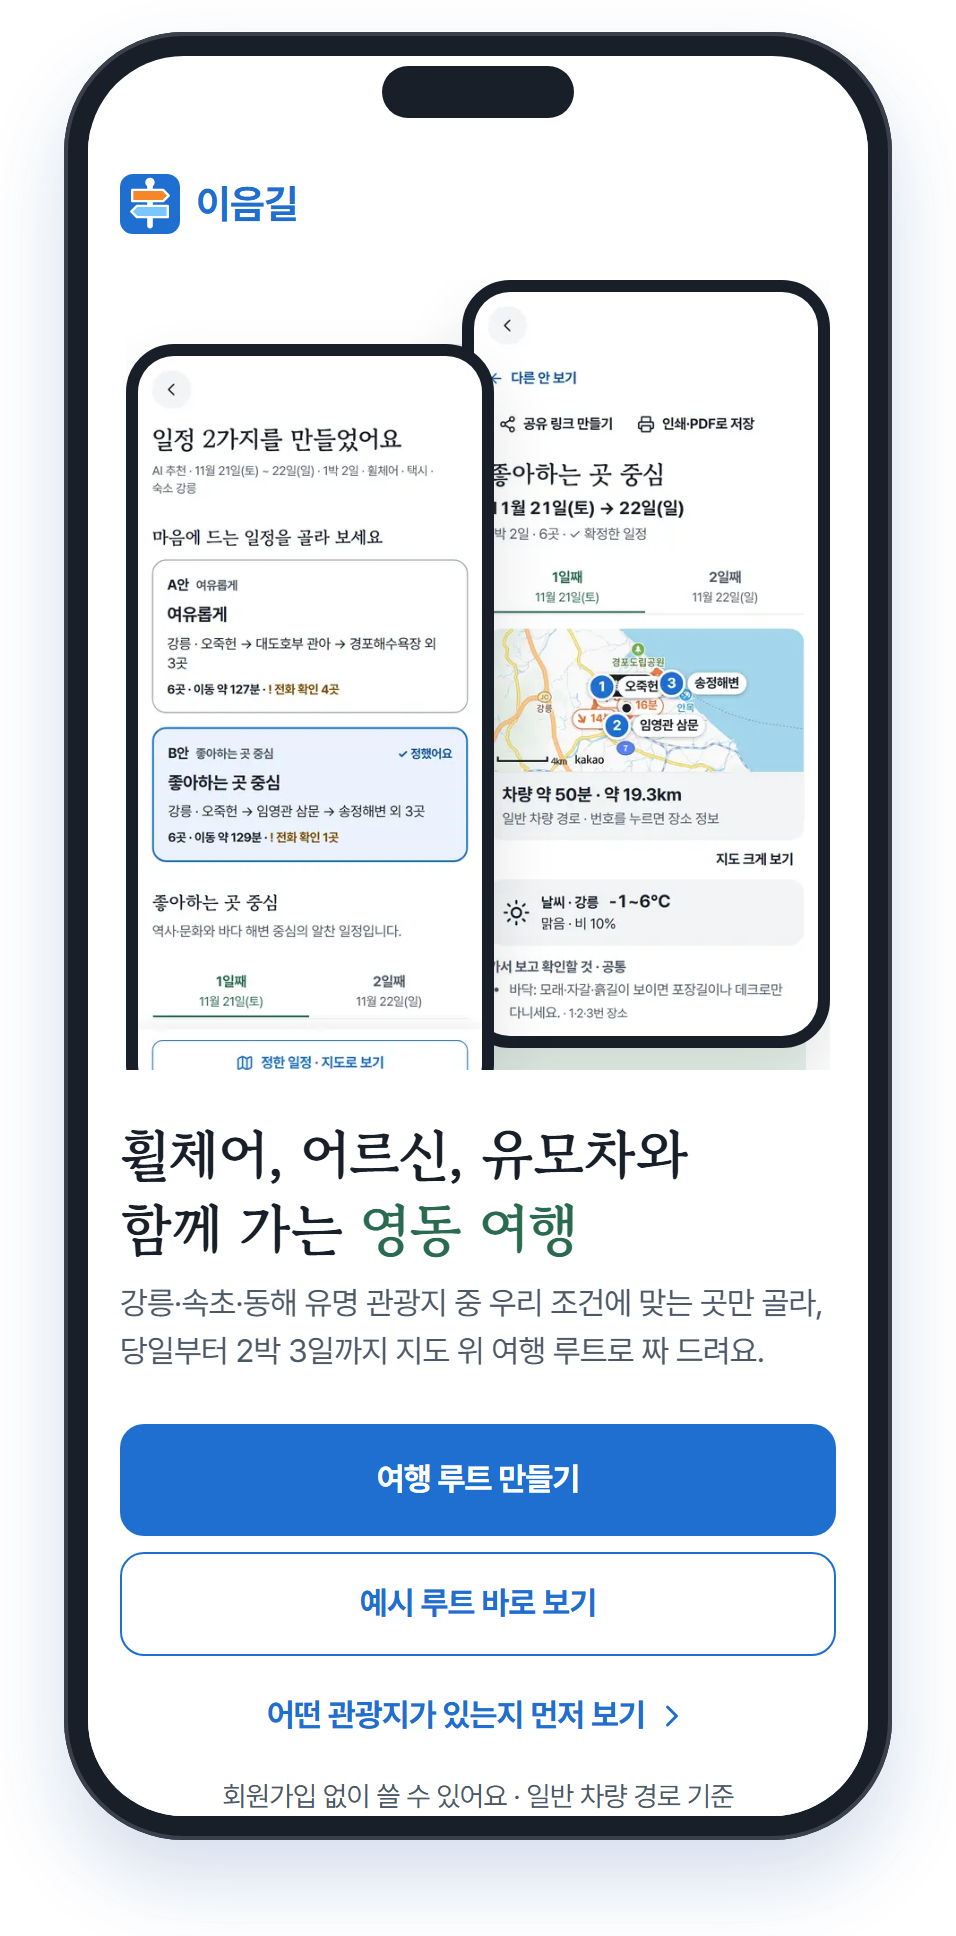 이음길
일정 2가지를 만들었어요
AI 추천 · 11월 21일(토) ~ 22일(일) · 1박 2일 · 휠체어 · 택시 ·
숙소 강릉
마음에 드는 일정을 골라 보세요
A안 여유롭게
여유롭게
강릉 · 오죽헌 → 대도호부 관아 → 경포해수욕장 외
3곳
6곳 · 이동 약 127분 · ! 전화 확인 4곳
B안 좋아하는 곳 중심 ✓ 정했어요
좋아하는 곳 중심
강릉 · 오죽헌 → 임영관 삼문 → 송정해변 외 3곳
6곳 · 이동 약 129분 · ! 전화 확인 1곳
좋아하는 곳 중심
역사·문화와 바다 해변 중심의 알찬 일정입니다.
1일째 2일째
11월 21일(토) 11월 22일(일)
정한 일정 · 지도로 보기
← 다른 안 보기
공유 링크 만들기 인쇄·PDF로 저장
좋아하는 곳 중심
11월 21일(토) → 22일(일)
박 2일 · 6곳 · ✓ 확정한 일정
1일째 2일째
11월 21일(토) 11월 22일(일)
경포도립공원
1 오죽헌 3 송정해변
JC
강릉
16분 안목
14
2 임영관 삼문
7
4km kakao
차량 약 50분 · 약 19.3km
일반 차량 경로 · 번호를 누르면 장소 정보
지도 크게 보기
날씨 · 강릉 -1~6°C
맑음 · 비 10%
가서 보고 확인할 것 · 공통
• 바닥: 모래·자갈·흙길이 보이면 포장길이나 데크로만
다니세요. · 1·2·3번 장소
휠체어, 어르신, 유모차와
함께 가는 영동 여행
강릉·속초·동해 유명 관광지 중 우리 조건에 맞는 곳만 골라,
당일부터 2박 3일까지 지도 위 여행 루트로 짜 드려요.
여행 루트 만들기
예시 루트 바로 보기
어떤 관광지가 있는지 먼저 보기 >
회원가입 없이 쓸 수 있어요 · 일반 차량 경로 기준